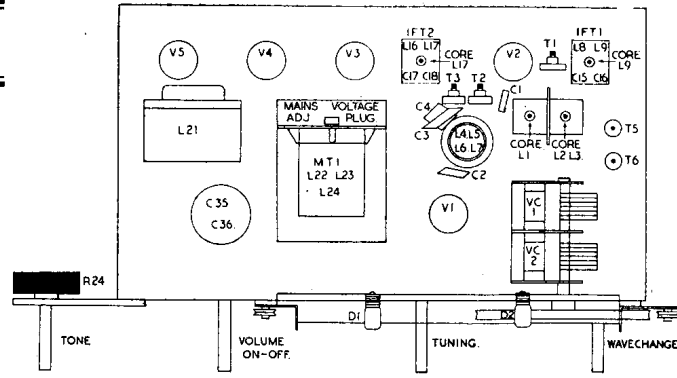 IFT2
IFT1
V5
V4
V3
L16 L17
CORE L17
C17 C18
V2
T1
L8 L9
CORE L9
C15 C16
T3
T2
C1
C4
C3
L21
MAINS VOLTAGE
ADJ PLUG
MT1
L22 L23
L24
L4,L5
L6 L7
C2
CORE L1
CORE L2 L3.
T5
T6
C35
C36.
V1
VC 1
VC 2
R24
D1
D2
TONE
VOLUME
ON-OFF.
TUNING.
WAVECHANGE